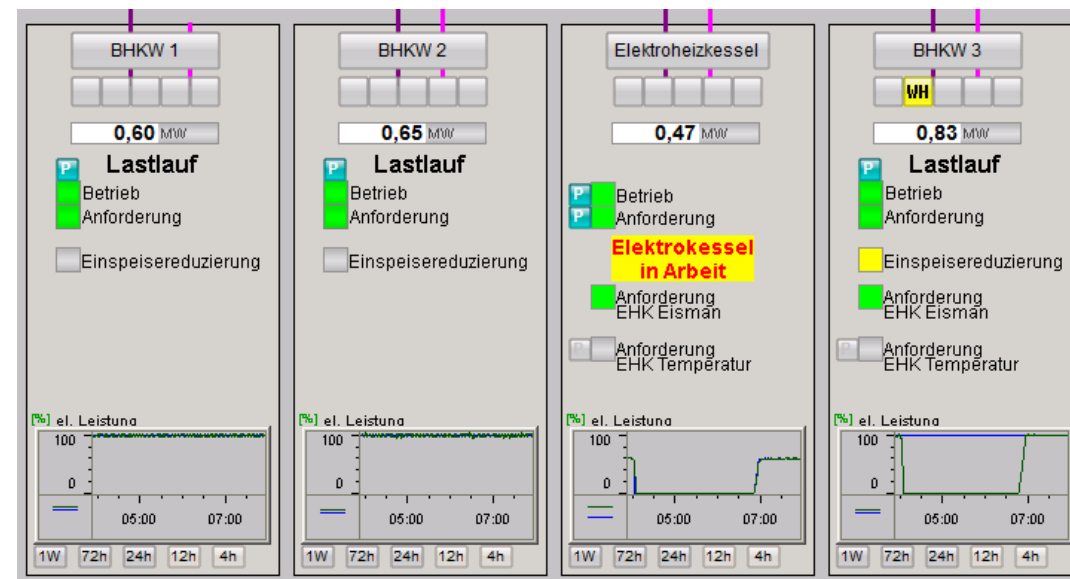 BHKW 1
0,60 MW
P Lastlauf
Betrieb
Anforderung
Einspeisereduzierung
[%] el. Leistung
100
0
05:00 07:00
1W 72h 24h 12h 4h
BHKW 2
0,65 MW
P Lastlauf
Betrieb
Anforderung
Einspeisereduzierung
[%] el. Leistung
100
0
05:00 07:00
1W 72h 24h 12h 4h
Elektroheizkessel
0,47 MW
P Betrieb
P Anforderung
Elektrokessel
in Arbeit
Anforderung
EHK Eisman
P Anforderung
EHK Temperatur
[%] el. Leistung
100
0
05:00 07:00
1W 72h 24h 12h 4h
BHKW 3
WH
0,83 MW
P Lastlauf
Betrieb
Anforderung
Einspeisereduzierung
Anforderung
EHK Eisman
P Anforderung
EHK Temperatur
[%] el. Leistung
100
0
05:00 07:00
1W 72h 24h 12h 4h